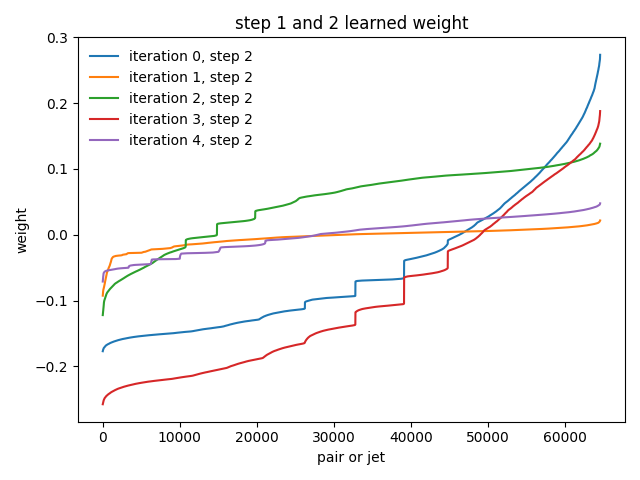 step 1 and 2 learned weight
0.3
0.2
0.1
0.0
−0.1
−0.2
weight
iteration 0, step 2
iteration 1, step 2
iteration 2, step 2
iteration 3, step 2
iteration 4, step 2
0 10000 20000 30000 40000 50000 60000
pair or jet